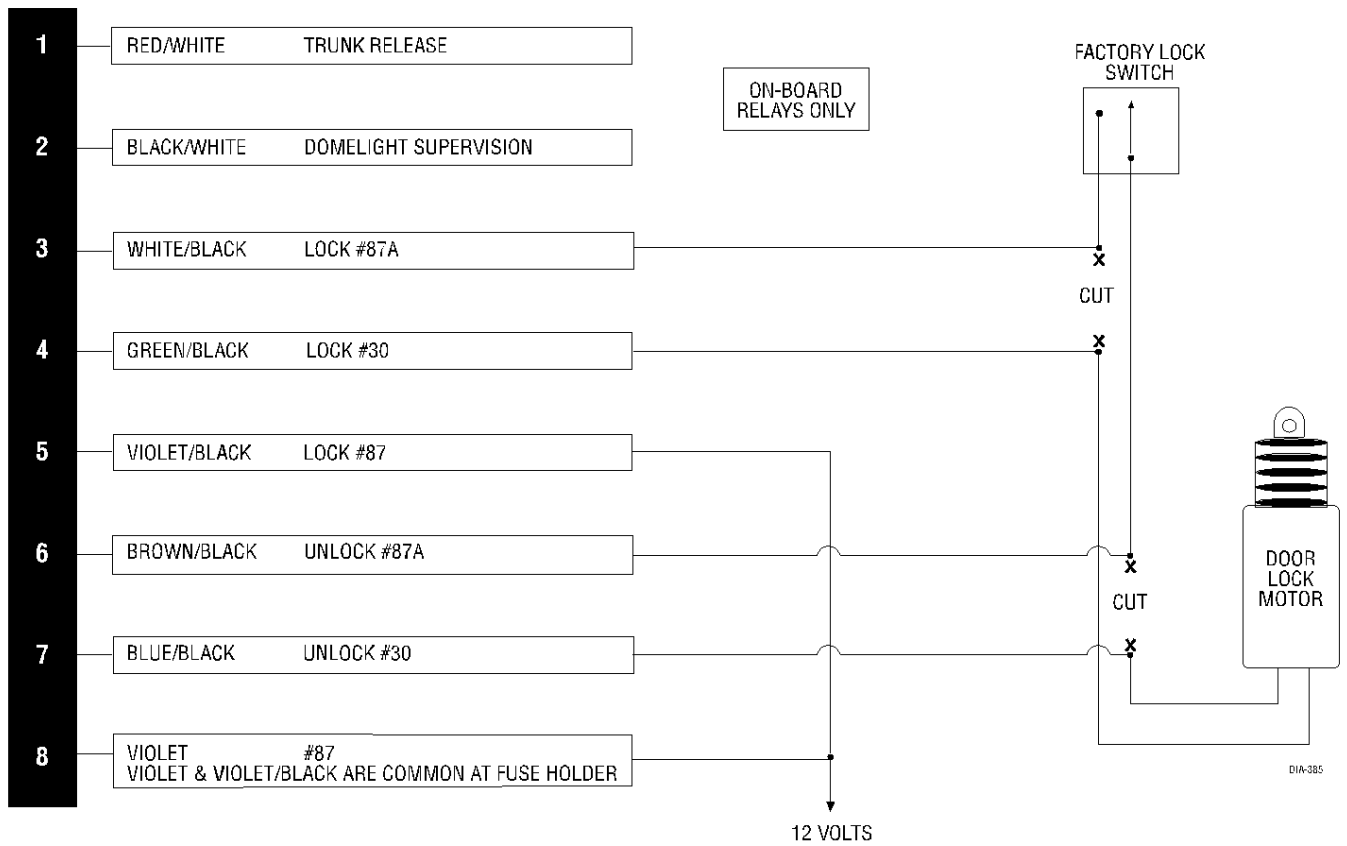 1 RED/WHITE TRUNK RELEASE
2 BLACK/WHITE DOMELIGHT SUPERVISION
3 WHITE/BLACK LOCK #87A
4 GREEN/BLACK LOCK #30
5 VIOLET/BLACK LOCK #87
6 BROWN/BLACK UNLOCK #87A
7 BLUE/BLACK UNLOCK #30
8 VIOLET #87
VIOLET & VIOLET/BLACK ARE COMMON AT FUSE HOLDER
ON-BOARD
RELAYS ONLY
FACTORY LOCK
SWITCH
X
CUT
X
X
CUT
X
DOOR
LOCK
MOTOR
DIA-385
12 VOLTS